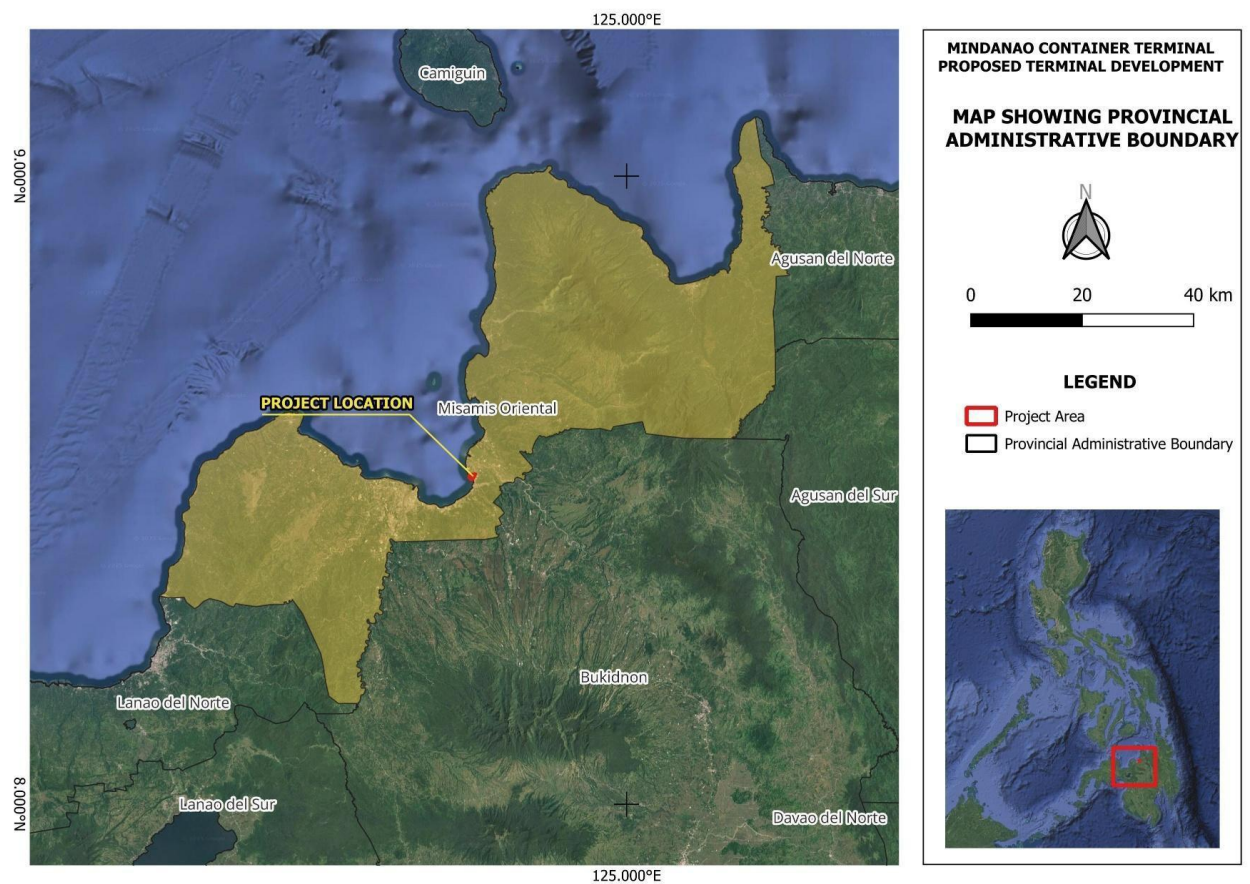 125.000°E
9.000°N
8.000°N
Camiguin
Agusan del Norte
PROJECT LOCATION
Misamis Oriental
Agusan del Sur
Bukidnon
Lanao del Norte
Lanao del Sur
Davao del Norte
125.000°E
MINDANAO CONTAINER TERMINAL
PROPOSED TERMINAL DEVELOPMENT
MAP SHOWING PROVINCIAL
ADMINISTRATIVE BOUNDARY
N
0 20 40 km
LEGEND
Project Area
Provincial Administrative Boundary